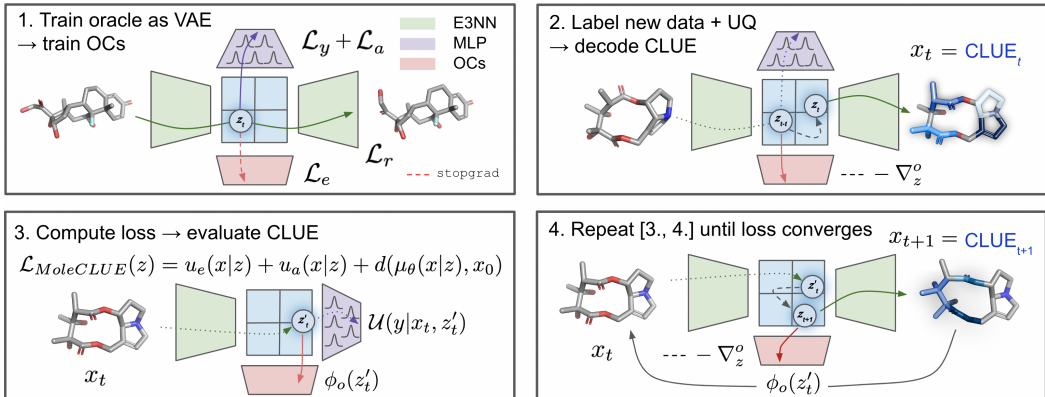 1. Train oracle as VAE
→ train OCs
ℒ_y + ℒ_a
E3NN
MLP
OCs
z_t
ℒ_e
ℒ_r
stopgrad
2. Label new data + UQ
→ decode CLUE
x_t = CLUE_t
z_{t-1}
z_t
--- − ∇_z^o
3. Compute loss → evaluate CLUE
ℒ_{MoleCLUE}(z) = u_e(x|z) + u_a(x|z) + d(μ_θ(x|z), x_0)
z'_t
𝒰(y|x_t, z'_t)
x_t
ϕ_o(z'_t)
4. Repeat [3., 4.] until loss converges
x_{t+1} = CLUE_{t+1}
z'_t
z_{t+1}
x_t
--- − ∇_z^o
ϕ_o(z'_t)